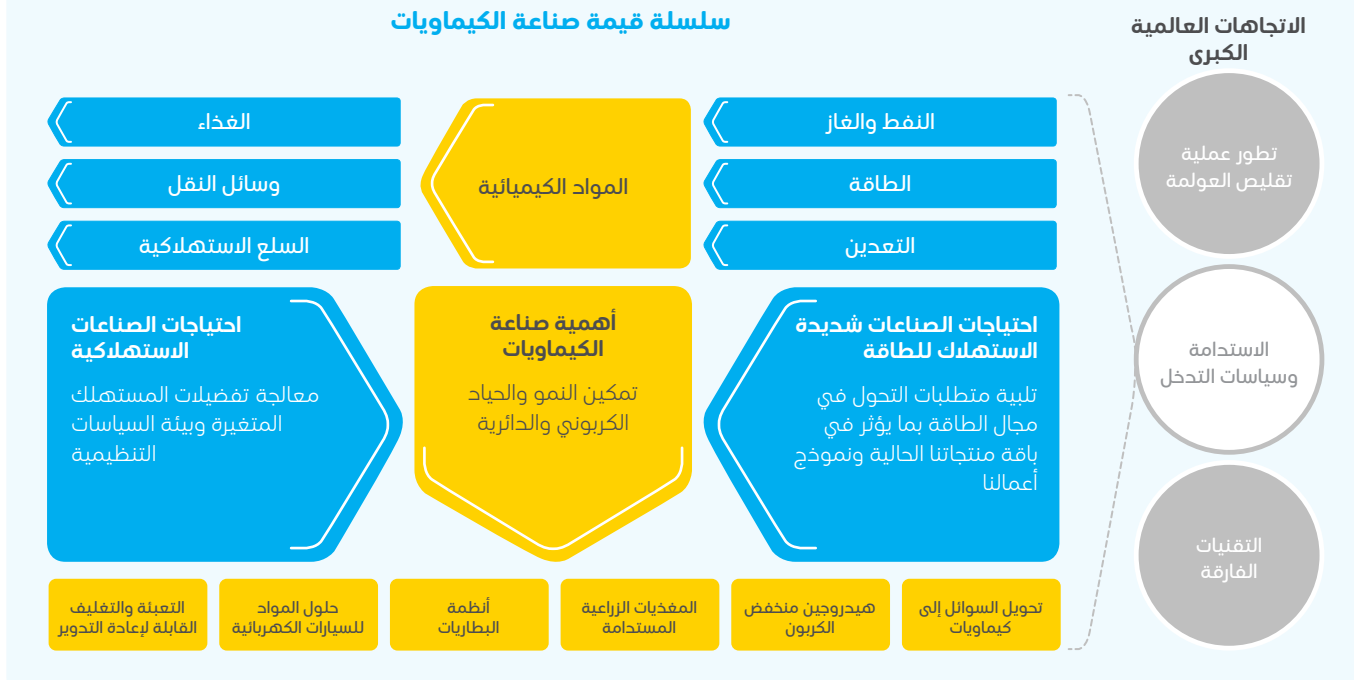 سلسلة قيمة صناعة الكيماويات
الاتجاهات العالمية
الكبرى
تطور عملية
تقليص العولمة
الاستدامة
وسياسات التدخل
التقنيات
الفارقة
النفط والغاز
الطاقة
التعدين
المواد الكيميائية
الغذاء
وسائل النقل
السلع الاستهلاكية
احتياجات الصناعات شديدة
الاستهلاك للطاقة
تلبية متطلبات التحول في
مجال الطاقة بما يؤثر في
باقة منتجاتنا الحالية ونموذج
أعمالنا
أهمية صناعة
الكيماويات
تمكين النمو والحياد
الكربوني والدائرية
احتياجات الصناعات
الاستهلاكية
معالجة تفضيلات المستهلك
المتغيرة وبيئة السياسات
التنظيمية
تحويل السوائل إلى
كيماويات
هيدروجين منخفض
الكربون
المغذيات الزراعية
المستدامة
أنظمة
البطاريات
حلول المواد
للسيارات الكهربائية
التعبئة والتغليف
القابلة لإعادة التدوير